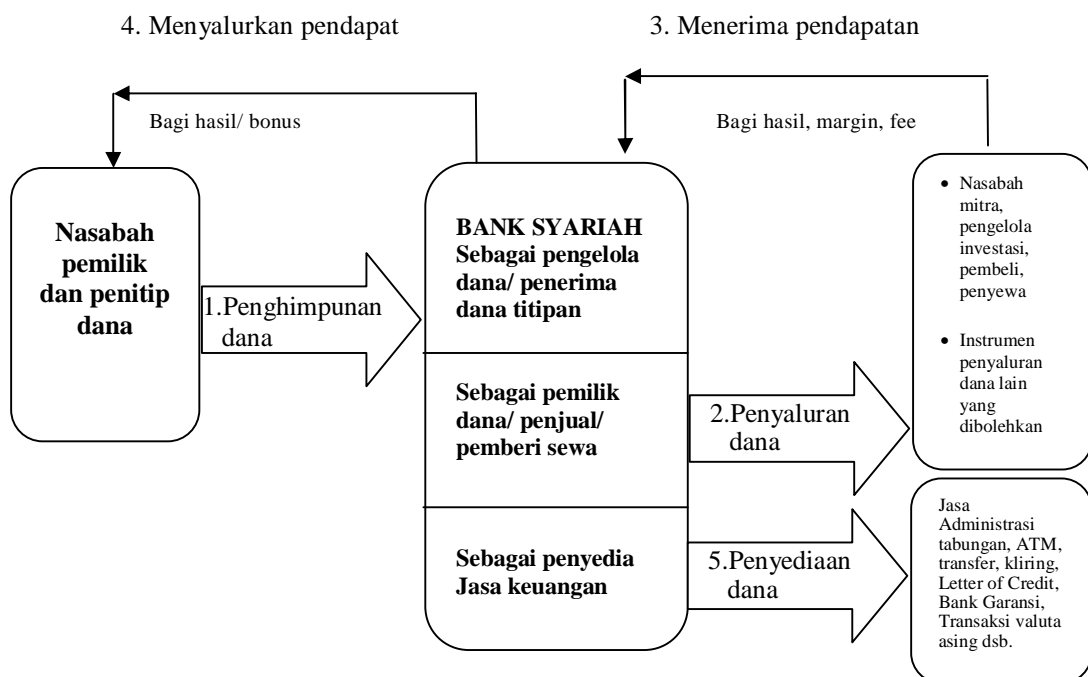 4. Menyalurkan pendapat
3. Menerima pendapatan
Bagi hasil/ bonus
Bagi hasil, margin, fee
Nasabah
pemilik
dan penitip
dana
1.Penghimpunan
dana
BANK SYARIAH
Sebagai pengelola
dana/ penerima
dana titipan
Sebagai pemilik
dana/ penjual/
pemberi sewa
Sebagai penyedia
Jasa keuangan
2.Penyaluran
dana
5.Penyediaan
dana
• Nasabah
mitra,
pengelola
investasi,
pembeli,
penyewa
• Instrumen
penyaluran
dana lain
yang
dibolehkan
Jasa
Administrasi
tabungan, ATM,
transfer, kliring,
Letter of Credit,
Bank Garansi,
Transaksi valuta
asing dsb.